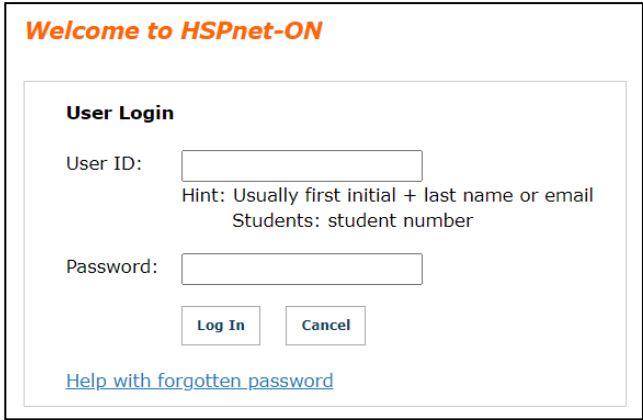 Welcome to HSPnet-ON
User Login
User ID:
Hint: Usually first initial + last name or email
Students: student number
Password:
Log In
Cancel
Help with forgotten password